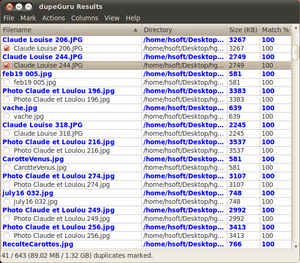 dupeGuru Results
File Mark Actions Columns View Help
Filename Directory Size (KB) Match %
Claude Louise 206.JPG /home/hsoft/Desktop... 3267 100
Claude Louise 206.JPG /home/hsoft/Desktop/hg... 3267 100
Claude Louise 244.JPG /home/hsoft/Desktop... 2749 100
Claude Louise 244.JPG /home/hsoft/Desktop/hg... 2749 100
feb19 005.jpg /home/hsoft/Desktop... 581 100
feb19 005.jpg /home/hsoft/Desktop/hg... 581 100
Photo Claude et Loulou 196.jpg /home/hsoft/Desktop... 3383 100
Photo Claude et Loulou 196.jpg /home/hsoft/Desktop/hg... 3383 100
vache.jpg /home/hsoft/Desktop... 639 100
vache.jpg /home/hsoft/Desktop/hg... 639 100
Claude Louise 318.JPG /home/hsoft/Desktop... 2245 100
Claude Louise 318.JPG /home/hsoft/Desktop/hg... 2245 100
Photo Claude et Loulou 216.jpg /home/hsoft/Desktop... 3537 100
Photo Claude et Loulou 216.jpg /home/hsoft/Desktop/hg... 3537 100
CarotteVenus.jpg /home/hsoft/Desktop... 581 100
CarotteVenus.jpg /home/hsoft/Desktop/hg... 581 100
Photo Claude et Loulou 274.jpg /home/hsoft/Desktop... 3107 100
Photo Claude et Loulou 274.jpg /home/hsoft/Desktop/hg... 3107 100
july16 032.jpg /home/hsoft/Desktop... 748 100
july16 032.jpg /home/hsoft/Desktop/hg... 748 100
Photo Claude et Loulou 249.jpg /home/hsoft/Desktop... 2992 100
Photo Claude et Loulou 249.jpg /home/hsoft/Desktop/hg... 2992 100
Photo Claude et Loulou 256.jpg /home/hsoft/Desktop... 3413 100
Photo Claude et Loulou 256.jpg /home/hsoft/Desktop/hg... 3413 100
RecolteCarottes.jpg /home/hsoft/Desktop... 766 100
41 / 643 (89.02 MB / 1.32 GB) duplicates marked.